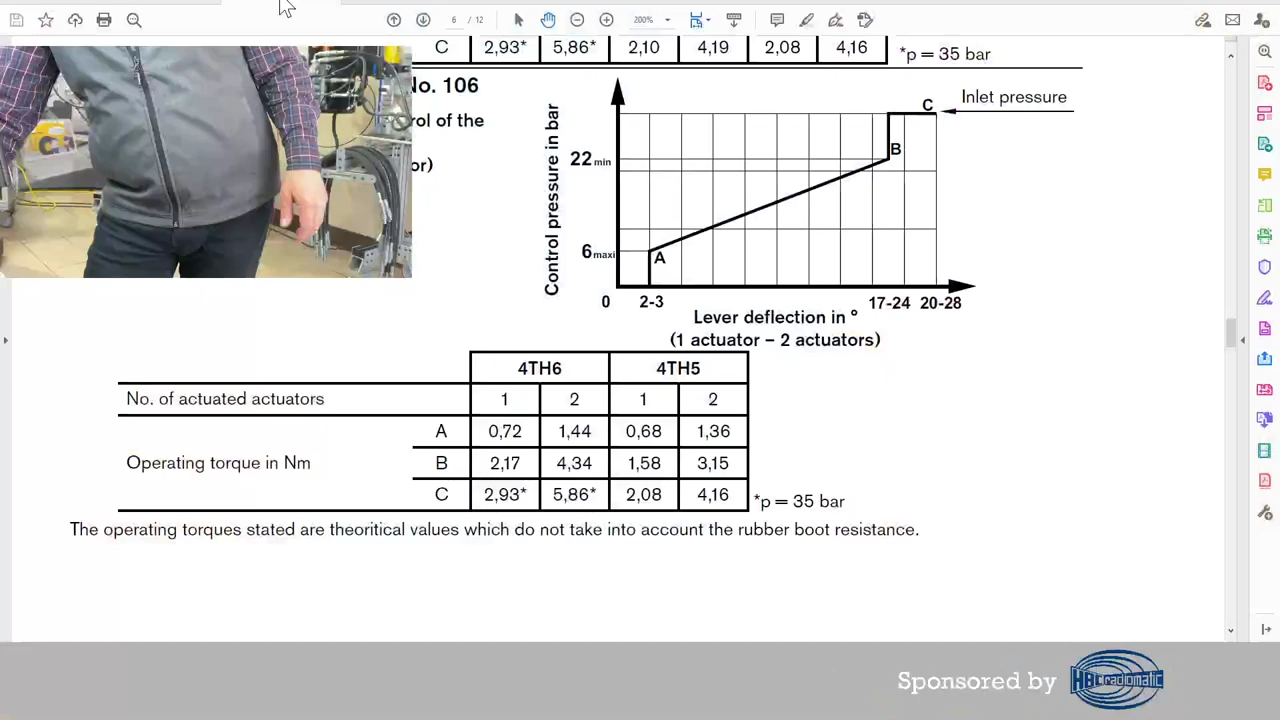 6 / 12
200%
C 2,93* 5,86* 2,10 4,19 2,08 4,16
*p = 35 bar
No. 106
rol of the
or)
Control pressure in bar
C
Inlet pressure
B
22 min
6 maxi
A
0 2-3 17-24 20-28
Lever deflection in °
(1 actuator – 2 actuators)
4TH6 4TH5
No. of actuated actuators 1 2 1 2
A 0,72 1,44 0,68 1,36
Operating torque in Nm B 2,17 4,34 1,58 3,15
C 2,93* 5,86* 2,08 4,16
*p = 35 bar
The operating torques stated are theoritical values which do not take into account the rubber boot resistance.
Sponsored by HBC radiomatic